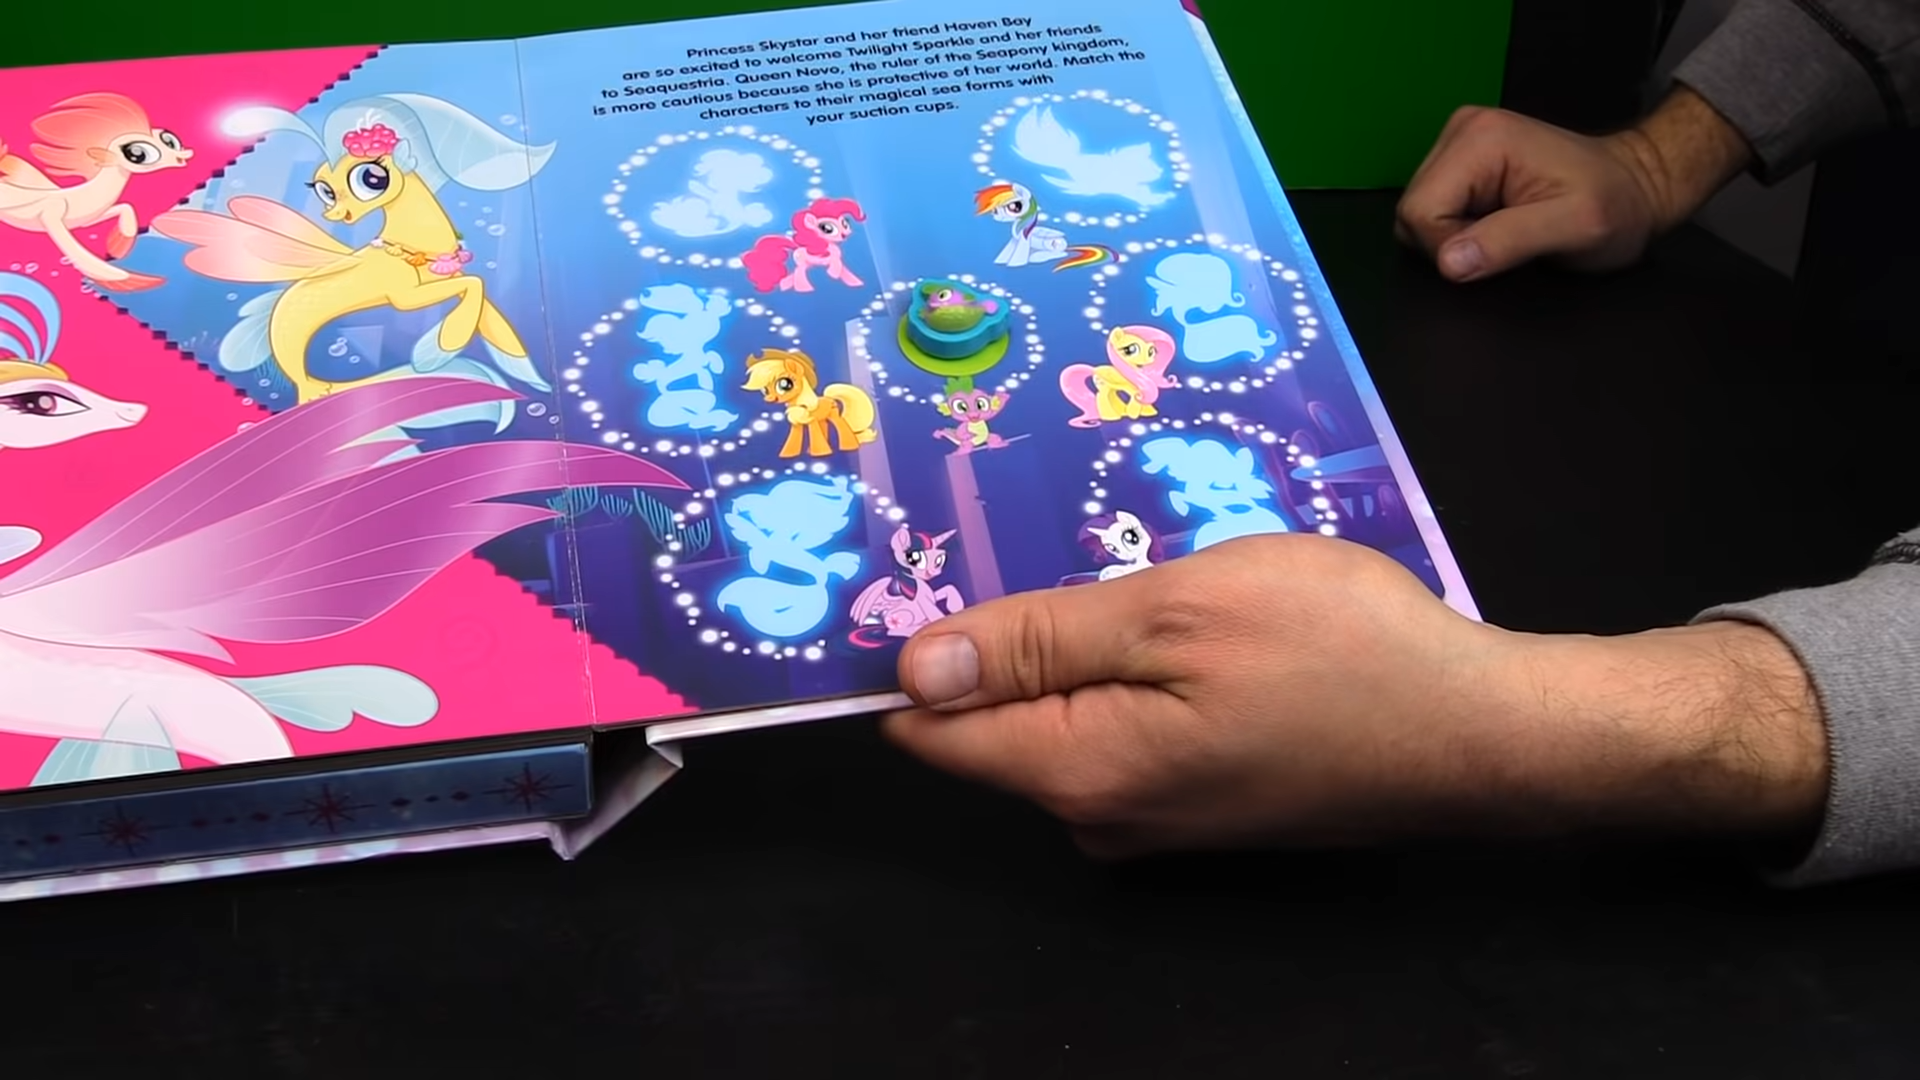 Princess Skystar and her friend Haven Bay
are so excited to welcome Twilight Sparkle and her friends
to Seaquestria. Queen Novo, the ruler of the Seapony kingdom,
is more cautious because she is protective of her world. Match the
characters to their magical sea forms with
your suction cups.